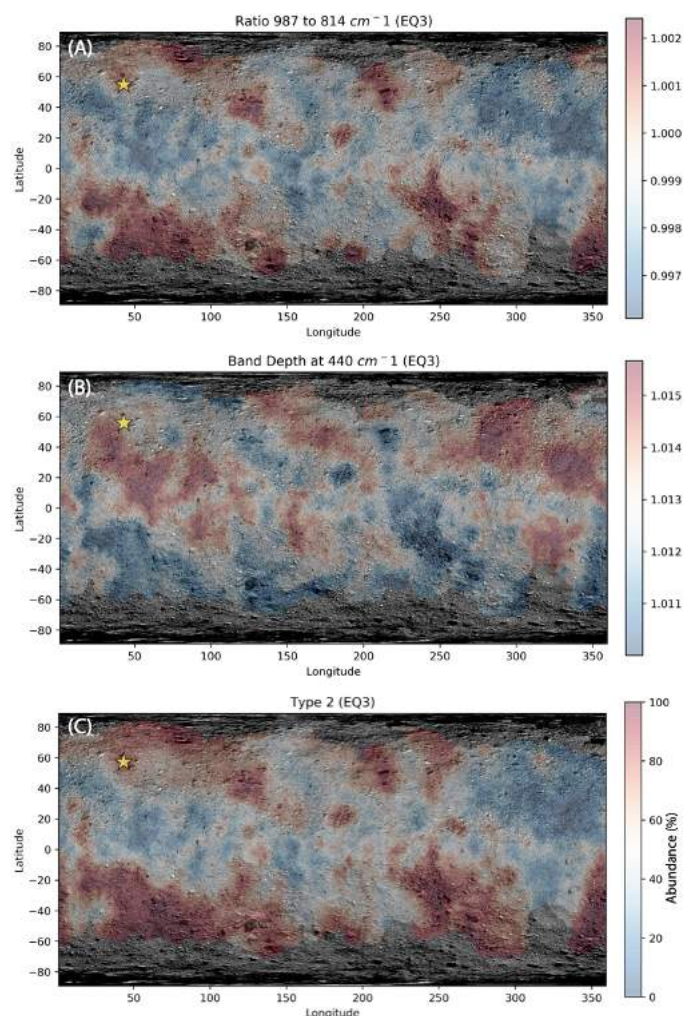 Ratio 987 to 814 cm⁻1 (EQ3)
(A)
80
60
40
20
0
−20
−40
−60
−80
Latitude
50 100 150 200 250 300 350
Longitude
1.002
1.000
0.999
0.998
0.997
Band Depth at 440 cm⁻1 (EQ3)
(B)
80
60
40
20
0
−20
−40
−60
−80
Latitude
50 100 150 200 250 300 350
Longitude
1.015
1.014
1.013
1.012
1.011
Type 2 (EQ3)
(C)
80
60
40
20
0
−20
−40
−60
−80
Latitude
50 100 150 200 250 300 350
Longitude
100
80
60
40
20
0
Abundance (%)